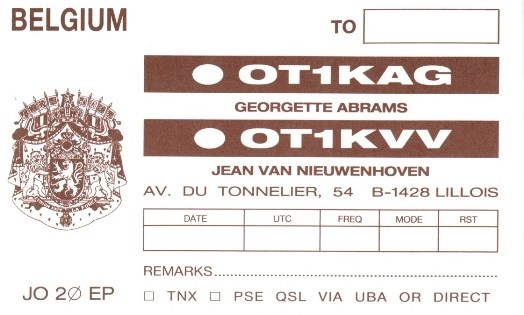 BELGIUM
TO
OT1KAG
GEORGETTE ABRAMS
OT1KVV
JEAN VAN NIEUWENHOVEN
AV. DU TONNELIER, 54 B-1428 LILLOIS
DATE UTC FREQ MODE RST
REMARKS
JO 2Ø EP
□ TNX □ PSE QSL VIA UBA OR DIRECT